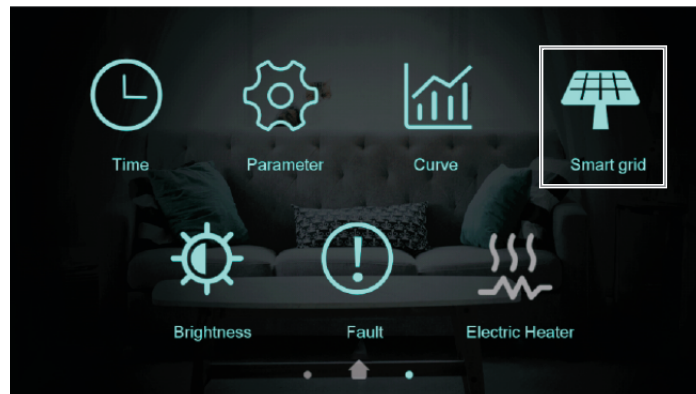 Time
Parameter
Curve
Smart grid
Brightness
Fault
Electric Heater